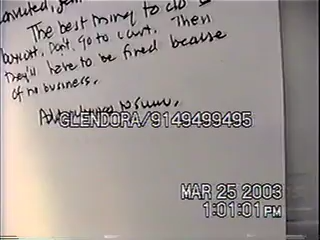 The best thing to do is
boycott. Don't go to court. Then
They'll have to be fired because
of no business.
GLENDORA/9149499495
MAR 25 2003
1:01:01 PM